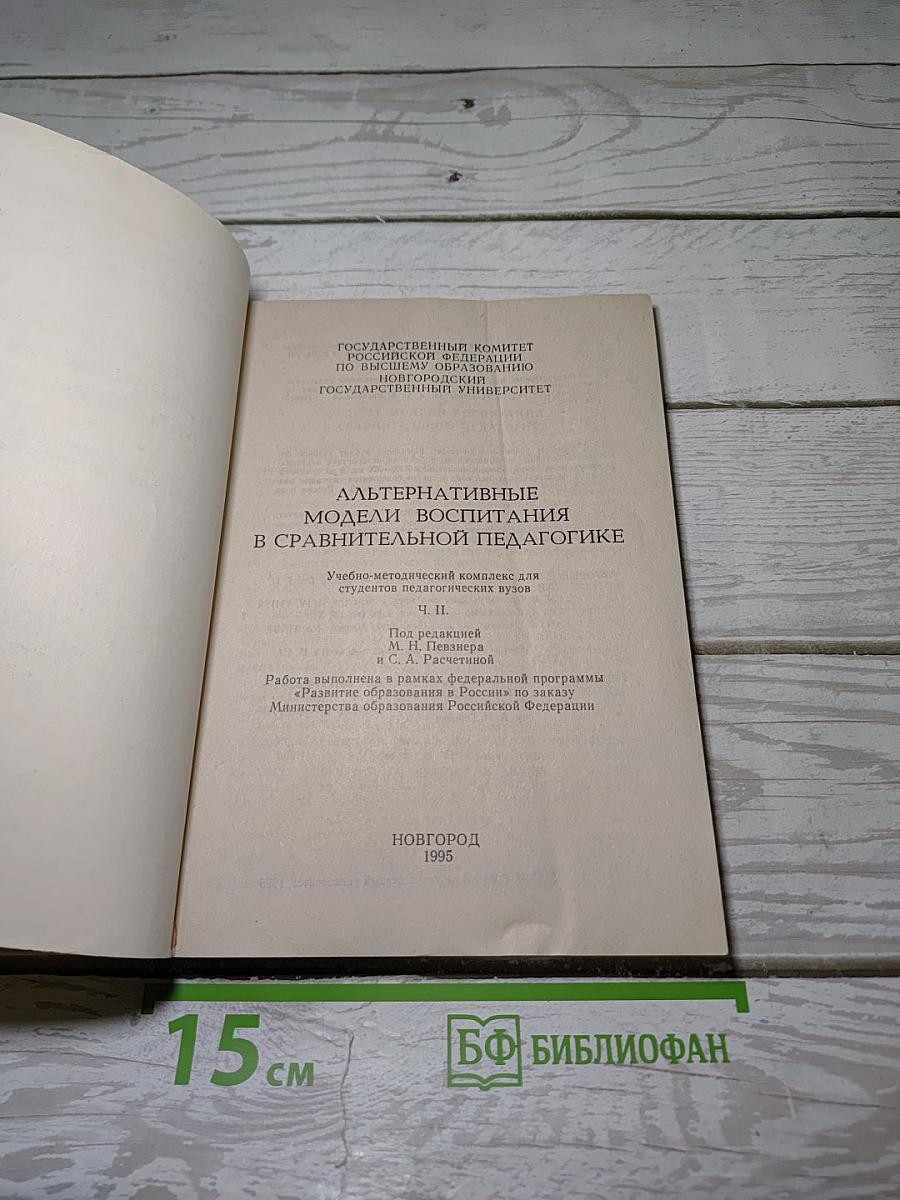 ГОСУДАРСТВЕННЫЙ КОМИТЕТ
РОССИЙСКОЙ ФЕДЕРАЦИИ
ПО ВЫСШЕМУ ОБРАЗОВАНИЮ
НОВГОРОДСКИЙ
ГОСУДАРСТВЕННЫЙ УНИВЕРСИТЕТ
АЛЬТЕРНАТИВНЫЕ
МОДЕЛИ ВОСПИТАНИЯ
В СРАВНИТЕЛЬНОЙ ПЕДАГОГИКЕ
Учебно-методический комплекс для
студентов педагогических вузов
Ч. II.
Под редакцией
М. Н. Певзнера
и С. А. Расчетиной
Работа выполнена в рамках федеральной программы
«Развитие образования в России» по заказу
Министерства образования Российской Федерации
НОВГОРОД
1995
15 см
БФ БИБЛИОФАН